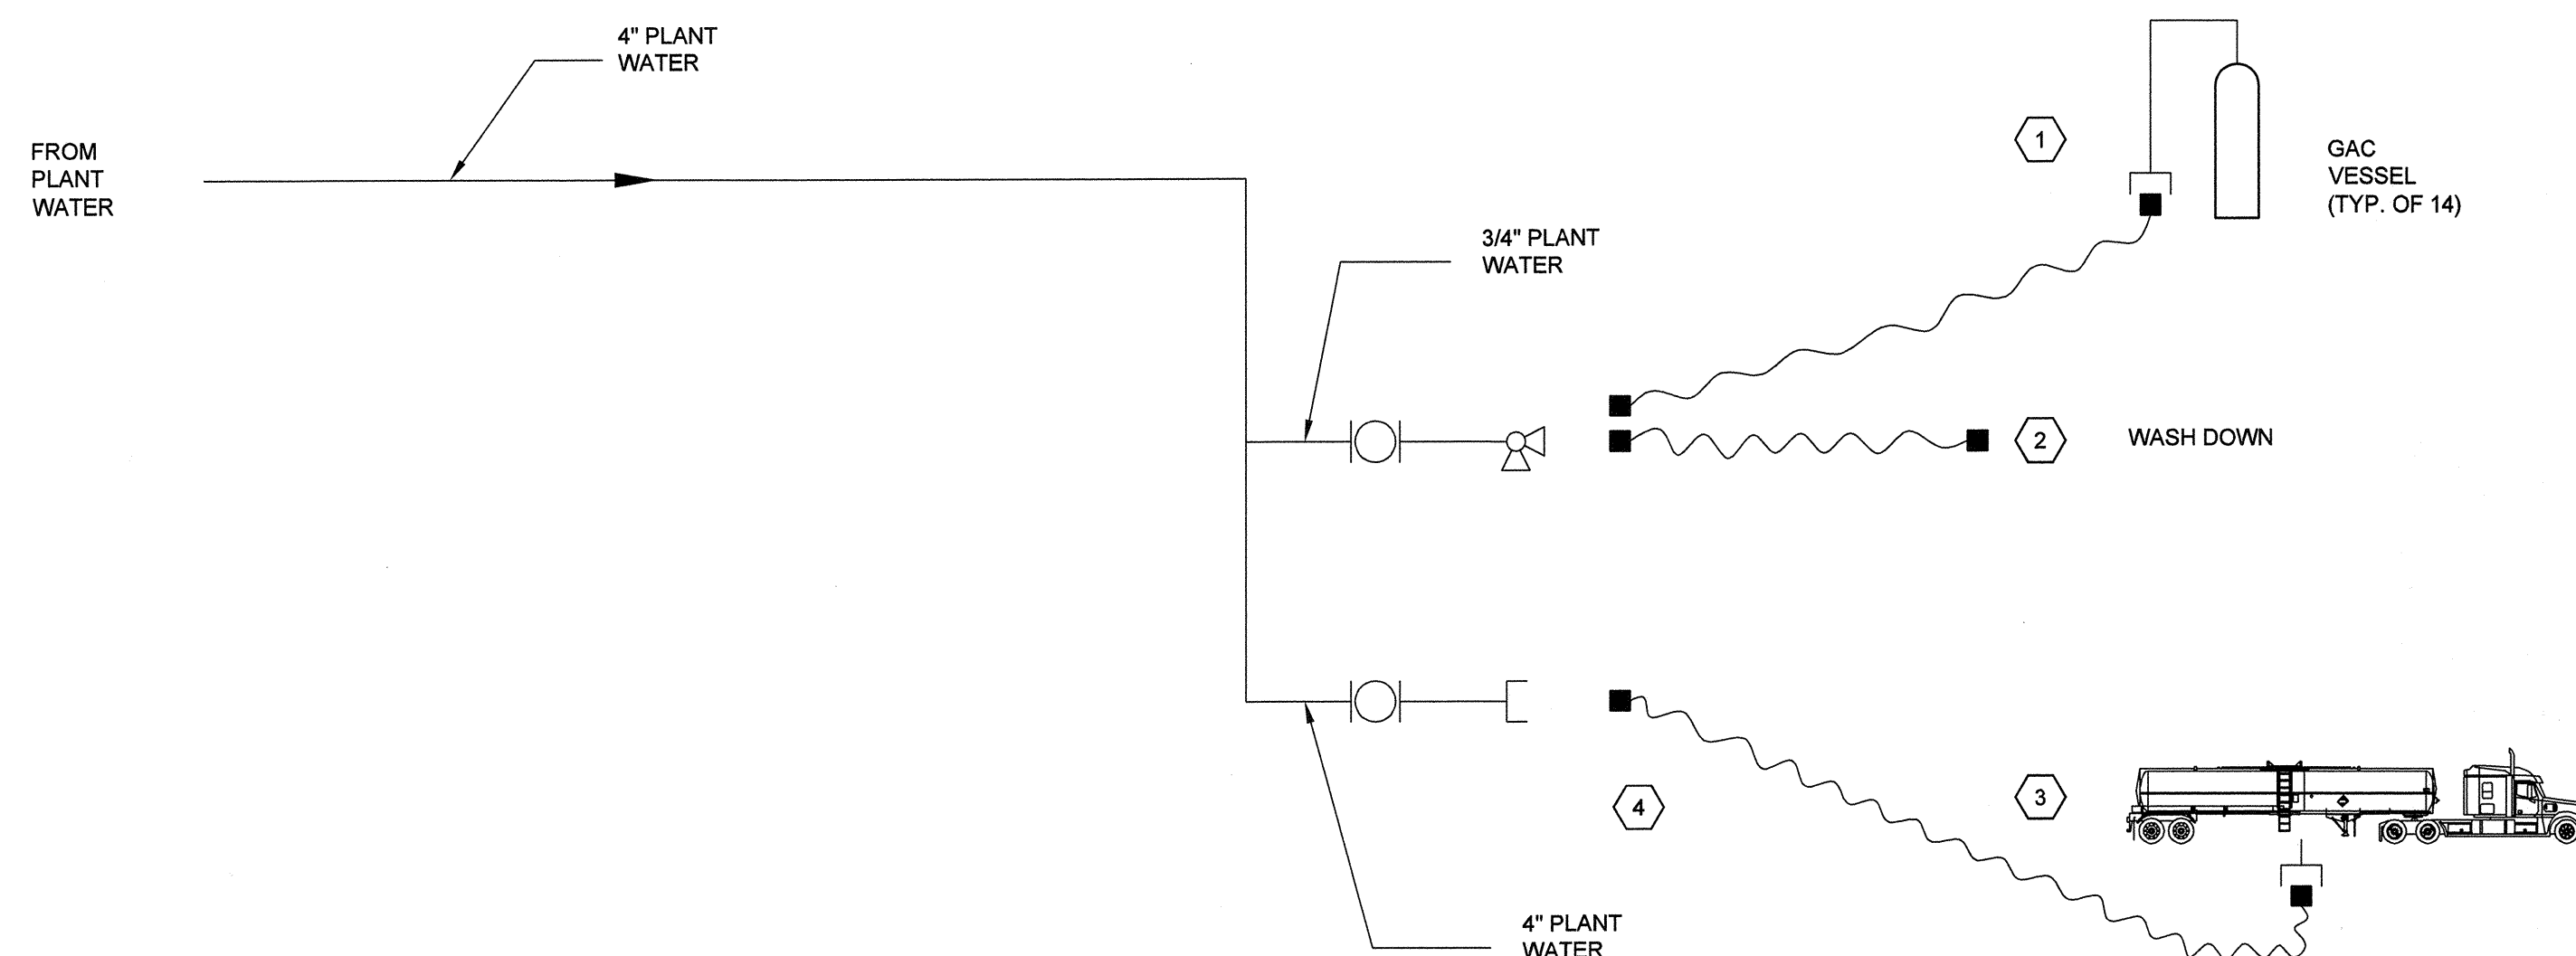 4" PLANT
WATER
FROM
PLANT
WATER
1
GAC
VESSEL
(TYP. OF 14)
3/4" PLANT
WATER
2
WASH DOWN
4
3
4" PLANT
WATER